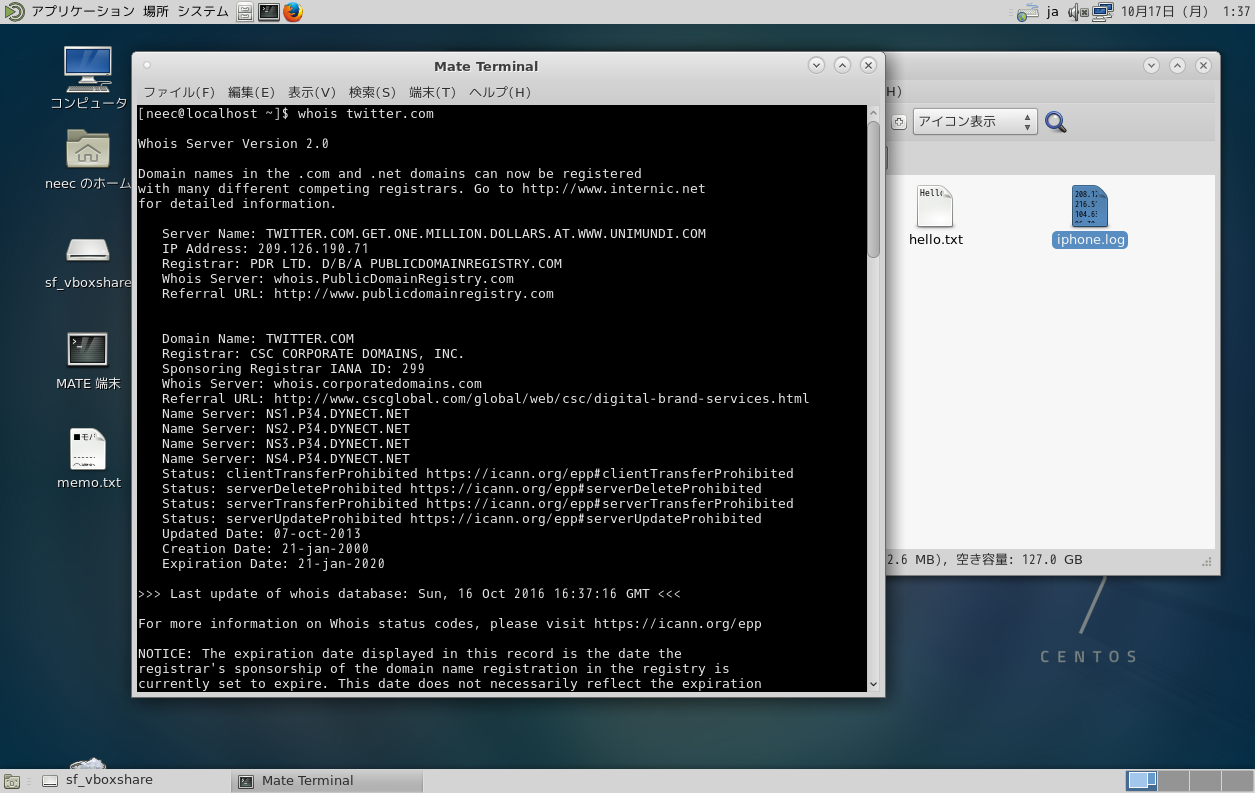 アプリケーション 場所 システム
ja 10月17日 (月) 1:37
コンピュータ
neec のホーム
sf_vboxshare
MATE 端末
memo.txt
Mate Terminal
ファイル(F) 編集(E) 表示(V) 検索(S) 端末(T) ヘルプ(H)
[neec@localhost ~]$ whois twitter.com
Whois Server Version 2.0
Domain names in the .com and .net domains can now be registered
with many different competing registrars. Go to http://www.internic.net
for detailed information.
Server Name: TWITTER.COM.GET.ONE.MILLION.DOLLARS.AT.WWW.UNIMUNDI.COM
IP Address: 209.126.190.71
Registrar: PDR LTD. D/B/A PUBLICDOMAINREGISTRY.COM
Whois Server: whois.PublicDomainRegistry.com
Referral URL: http://www.publicdomainregistry.com
Domain Name: TWITTER.COM
Registrar: CSC CORPORATE DOMAINS, INC.
Sponsoring Registrar IANA ID: 299
Whois Server: whois.corporatedomains.com
Referral URL: http://www.cscglobal.com/global/web/csc/digital-brand-services.html
Name Server: NS1.P34.DYNECT.NET
Name Server: NS2.P34.DYNECT.NET
Name Server: NS3.P34.DYNECT.NET
Name Server: NS4.P34.DYNECT.NET
Status: clientTransferProhibited https://icann.org/epp#clientTransferProhibited
Status: serverDeleteProhibited https://icann.org/epp#serverDeleteProhibited
Status: serverTransferProhibited https://icann.org/epp#serverTransferProhibited
Status: serverUpdateProhibited https://icann.org/epp#serverUpdateProhibited
Updated Date: 07-oct-2013
Creation Date: 21-jan-2000
Expiration Date: 21-jan-2020
>>> Last update of whois database: Sun, 16 Oct 2016 16:37:16 GMT <<<
For more information on Whois status codes, please visit https://icann.org/epp
NOTICE: The expiration date displayed in this record is the date the
registrar's sponsorship of the domain name registration in the registry is
currently set to expire. This date does not necessarily reflect the expiration
H)
アイコン表示
hello.txt
iphone.log
2.6 MB), 空き容量: 127.0 GB
CENTOS
sf_vboxshare
Mate Terminal